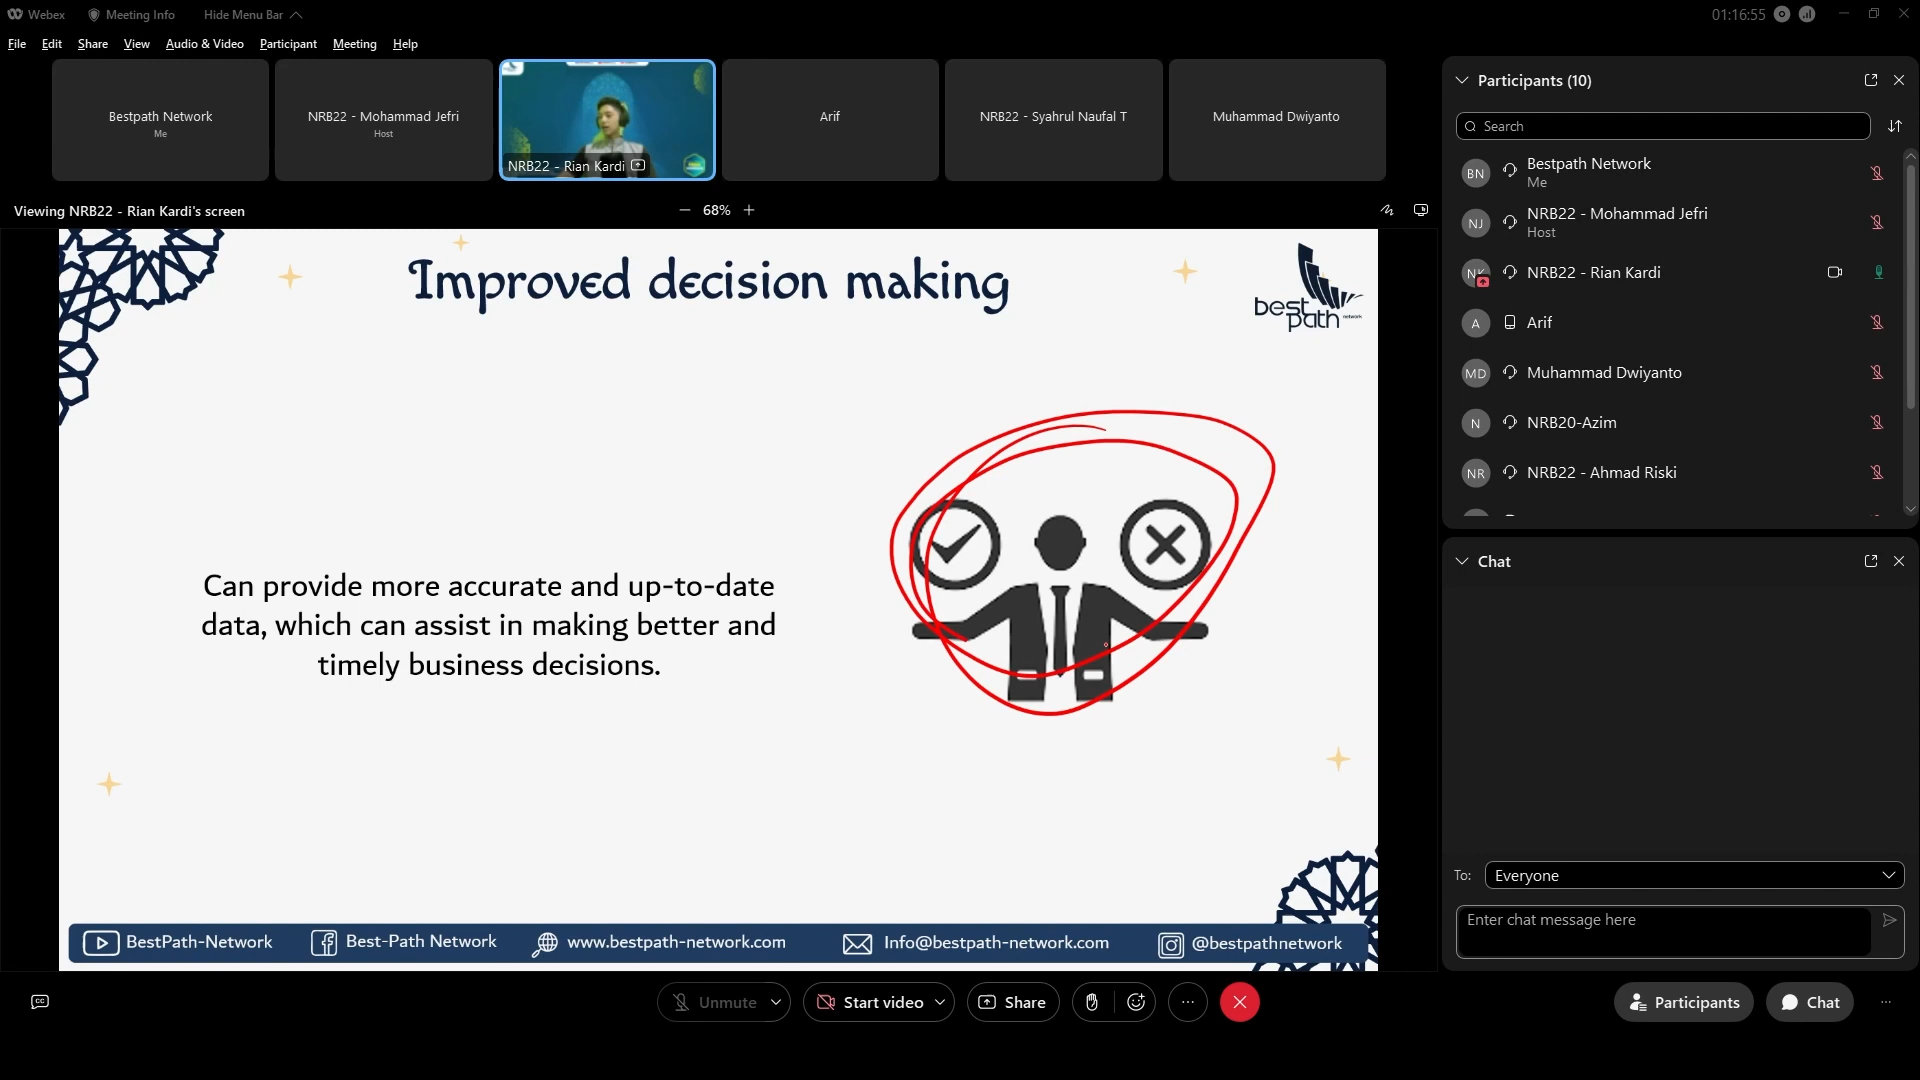 Webex
Meeting Info
Hide Menu Bar
01:16:55
File
Edit
Share
View
Audio & Video
Participant
Meeting
Help
Bestpath Network
Me
NRB22 - Mohammad Jefri
Host
NRB22 - Rian Kardi
Arif
NRB22 - Syahrul Naufal T
Muhammad Dwiyanto
Viewing NRB22 - Rian Kardi's screen
68%
Improved decision making
best
path
network
Can provide more accurate and up-to-date
data, which can assist in making better and
timely business decisions.
BestPath-Network
Best-Path Network
www.bestpath-network.com
Info@bestpath-network.com
@bestpathnetwork
Participants (10)
Search
BN
Bestpath Network
Me
NJ
NRB22 - Mohammad Jefri
Host
NK
NRB22 - Rian Kardi
A
Arif
MD
Muhammad Dwiyanto
N
NRB20-Azim
NR
NRB22 - Ahmad Riski
Chat
To:
Everyone
Enter chat message here
CC
Unmute
Start video
Share
Participants
Chat